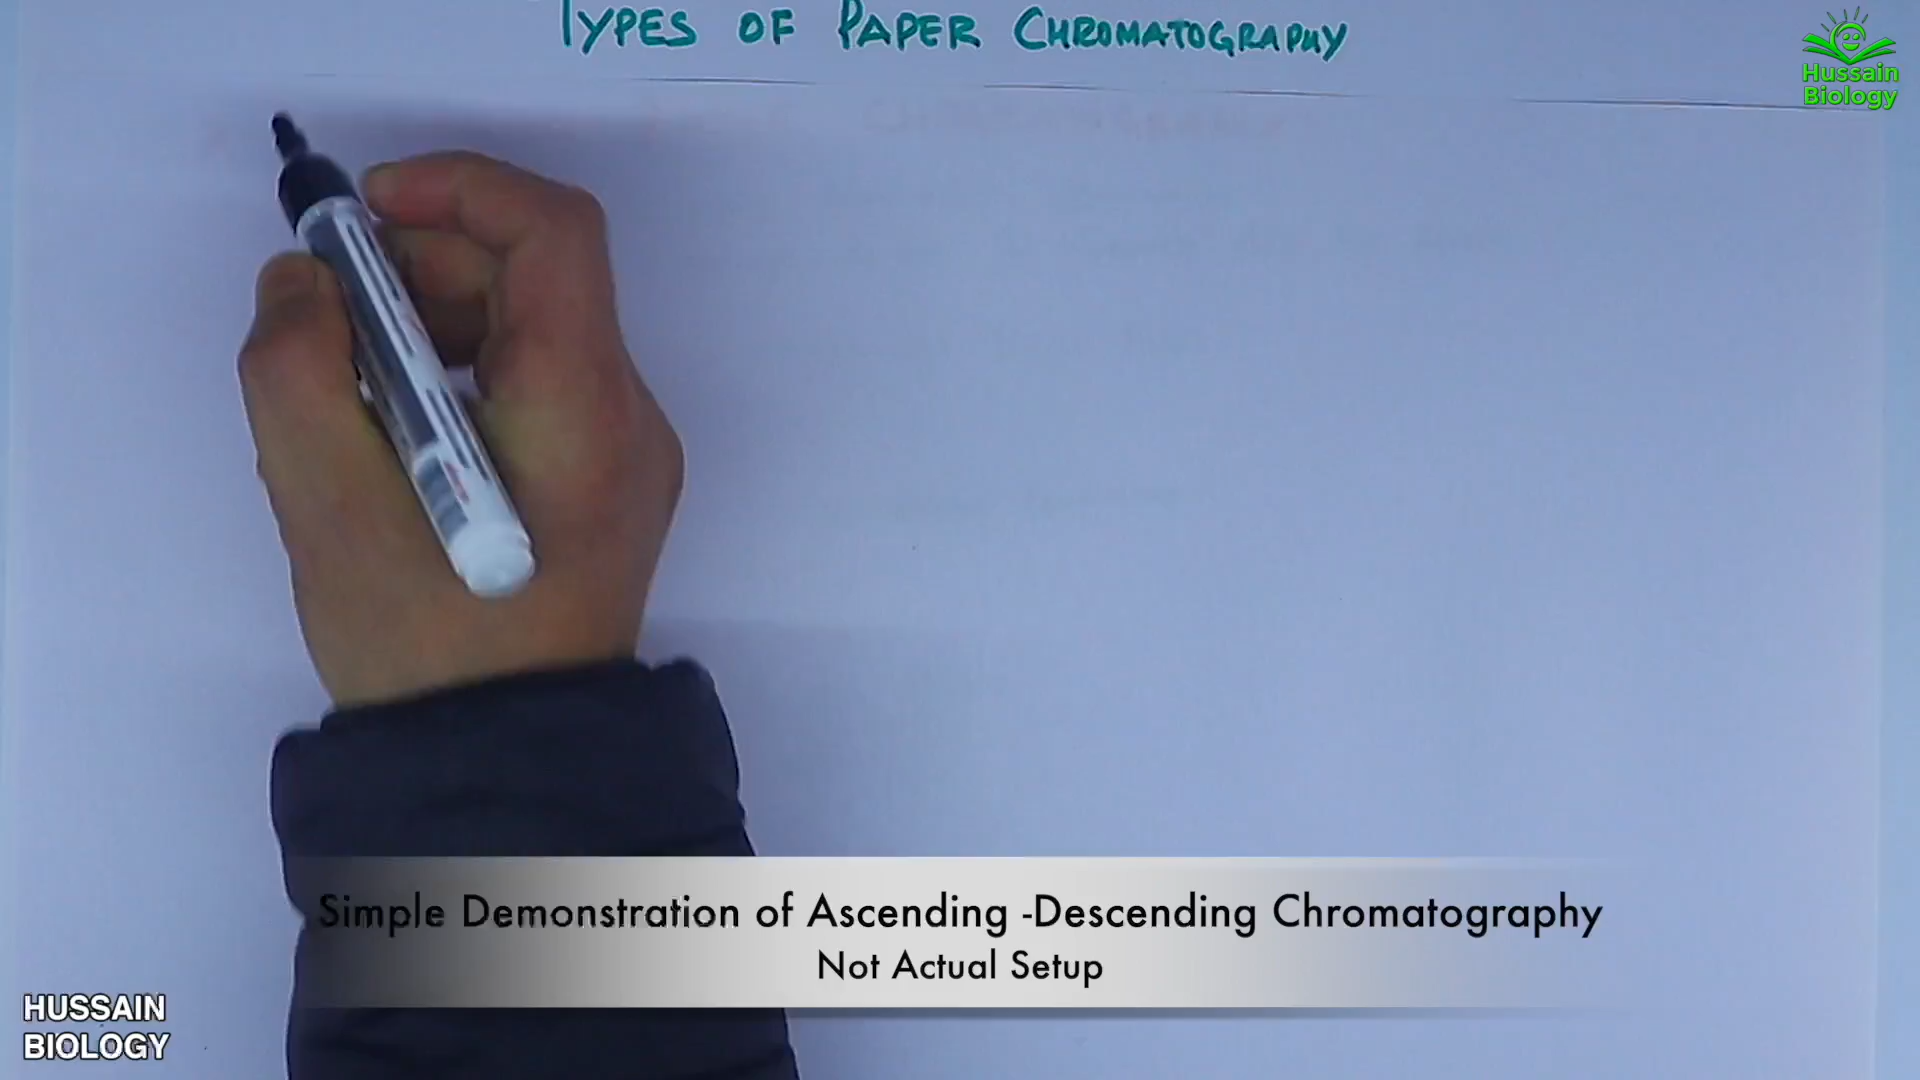 TYPES OF PAPER CHROMATOGRAPHY
Hussain
Biology
Simple Demonstration of Ascending -Descending Chromatography
Not Actual Setup
HUSSAIN
BIOLOGY